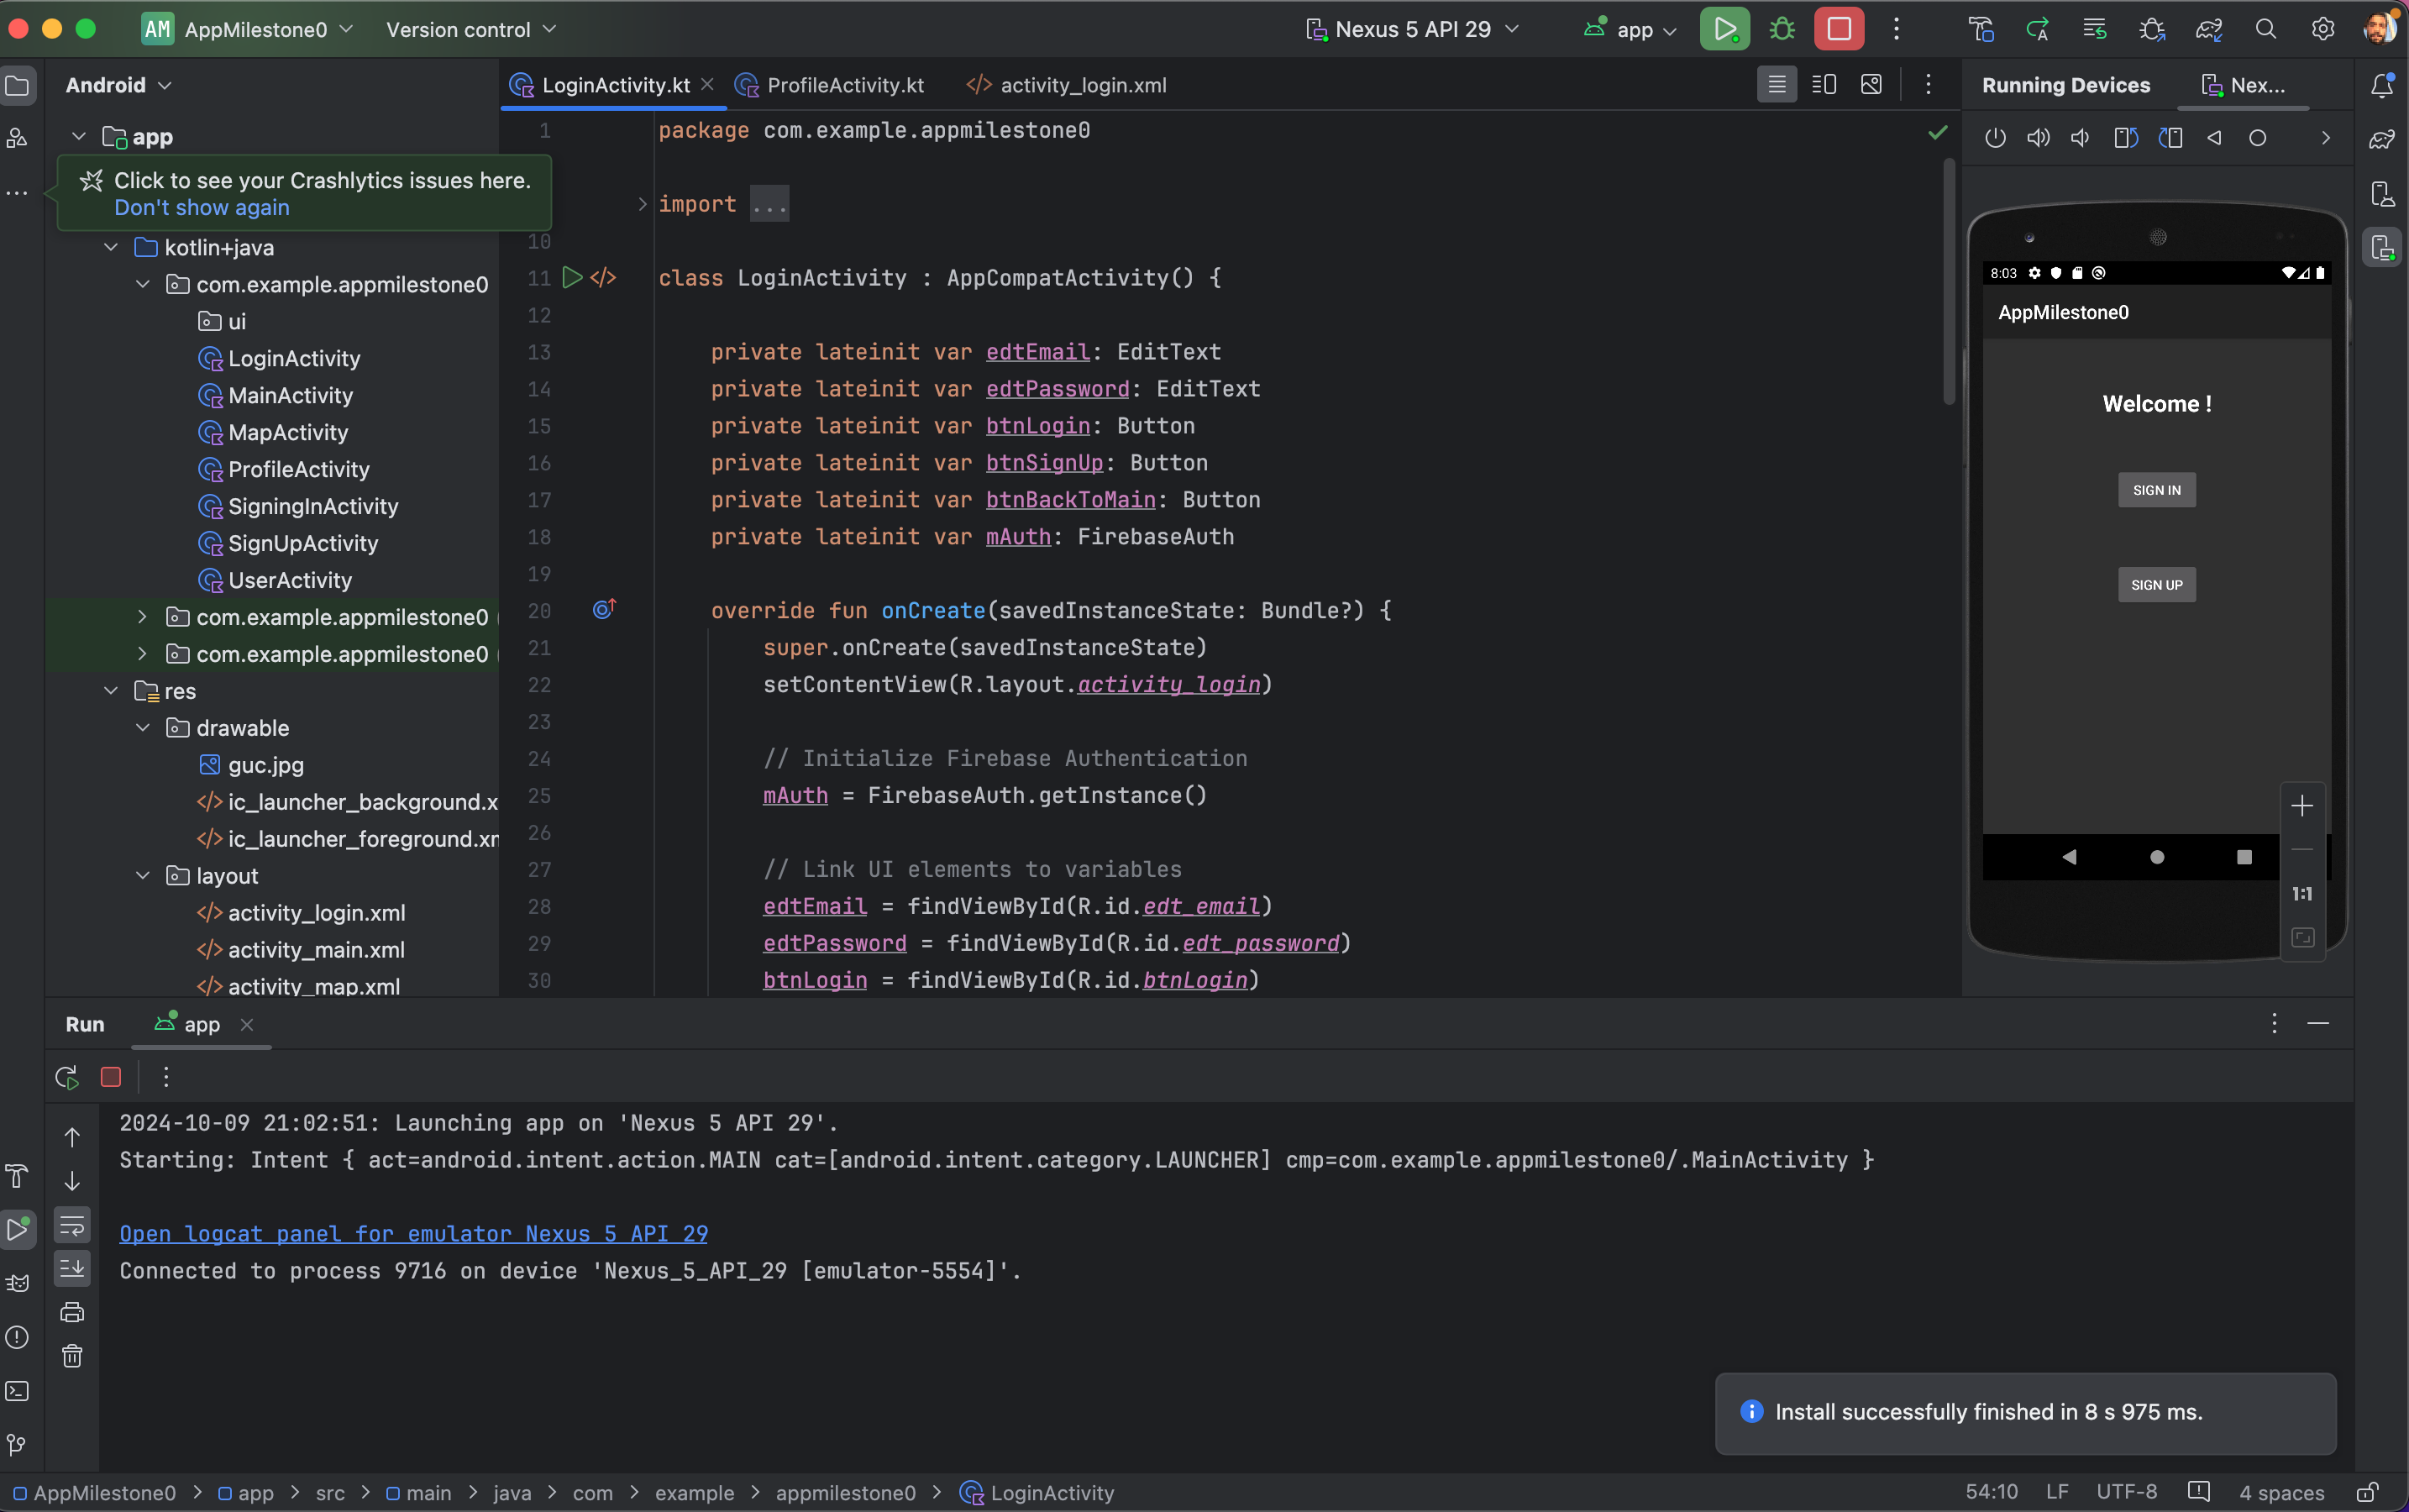 AM AppMilestone0 Version control Nexus 5 API 29 app
Android LoginActivity.kt ProfileActivity.kt activity_login.xml Running Devices Nex...
app
Click to see your Crashlytics issues here.
Don't show again
kotlin+java
com.example.appmilestone0
ui
LoginActivity
MainActivity
MapActivity
ProfileActivity
SigningInActivity
SignUpActivity
UserActivity
com.example.appmilestone0 (
com.example.appmilestone0 (
res
drawable
guc.jpg
ic_launcher_background.x
ic_launcher_foreground.xm
layout
activity_login.xml
activity_main.xml
activity_map.xml
1 package com.example.appmilestone0
import ...
10
11 class LoginActivity : AppCompatActivity() {
12
13 private lateinit var edtEmail: EditText
14 private lateinit var edtPassword: EditText
15 private lateinit var btnLogin: Button
16 private lateinit var btnSignUp: Button
17 private lateinit var btnBackToMain: Button
18 private lateinit var mAuth: FirebaseAuth
19
20 override fun onCreate(savedInstanceState: Bundle?) {
21 super.onCreate(savedInstanceState)
22 setContentView(R.layout.activity_login)
23
24 // Initialize Firebase Authentication
25 mAuth = FirebaseAuth.getInstance()
26
27 // Link UI elements to variables
28 edtEmail = findViewById(R.id.edt_email)
29 edtPassword = findViewById(R.id.edt_password)
30 btnLogin = findViewById(R.id.btnLogin)
8:03
AppMilestone0
Welcome !
SIGN IN
SIGN UP
1:1
Run app
2024-10-09 21:02:51: Launching app on 'Nexus 5 API 29'.
Starting: Intent { act=android.intent.action.MAIN cat=[android.intent.category.LAUNCHER] cmp=com.example.appmilestone0/.MainActivity }
Open logcat panel for emulator Nexus 5 API 29
Connected to process 9716 on device 'Nexus_5_API_29 [emulator-5554]'.
Install successfully finished in 8 s 975 ms.
AppMilestone0 > app > src > main > java > com > example > appmilestone0 > LoginActivity 54:10 LF UTF-8 4 spaces